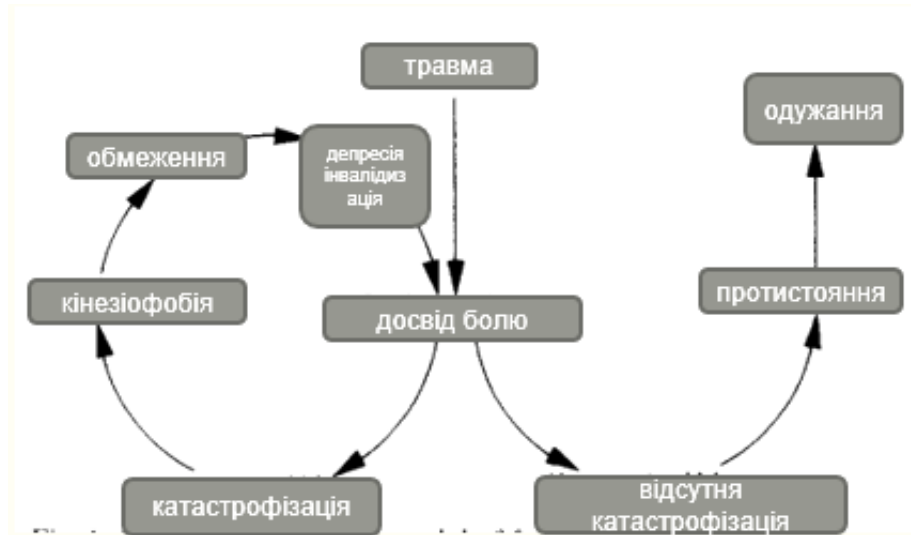 травма
одужання
обмеження
депресія
інвалідиз
ація
кінезіофобія
протистояння
досвід болю
катастрофізація
відсутня
катастрофізація